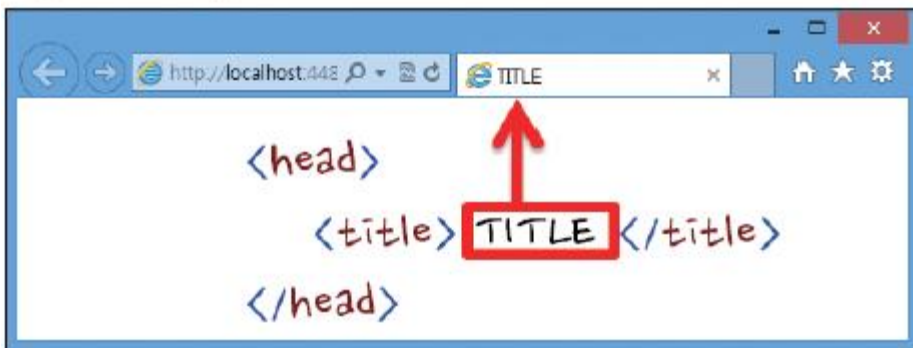 http://localhost:448
TITLE
<head>
<title> TITLE </title>
</head>